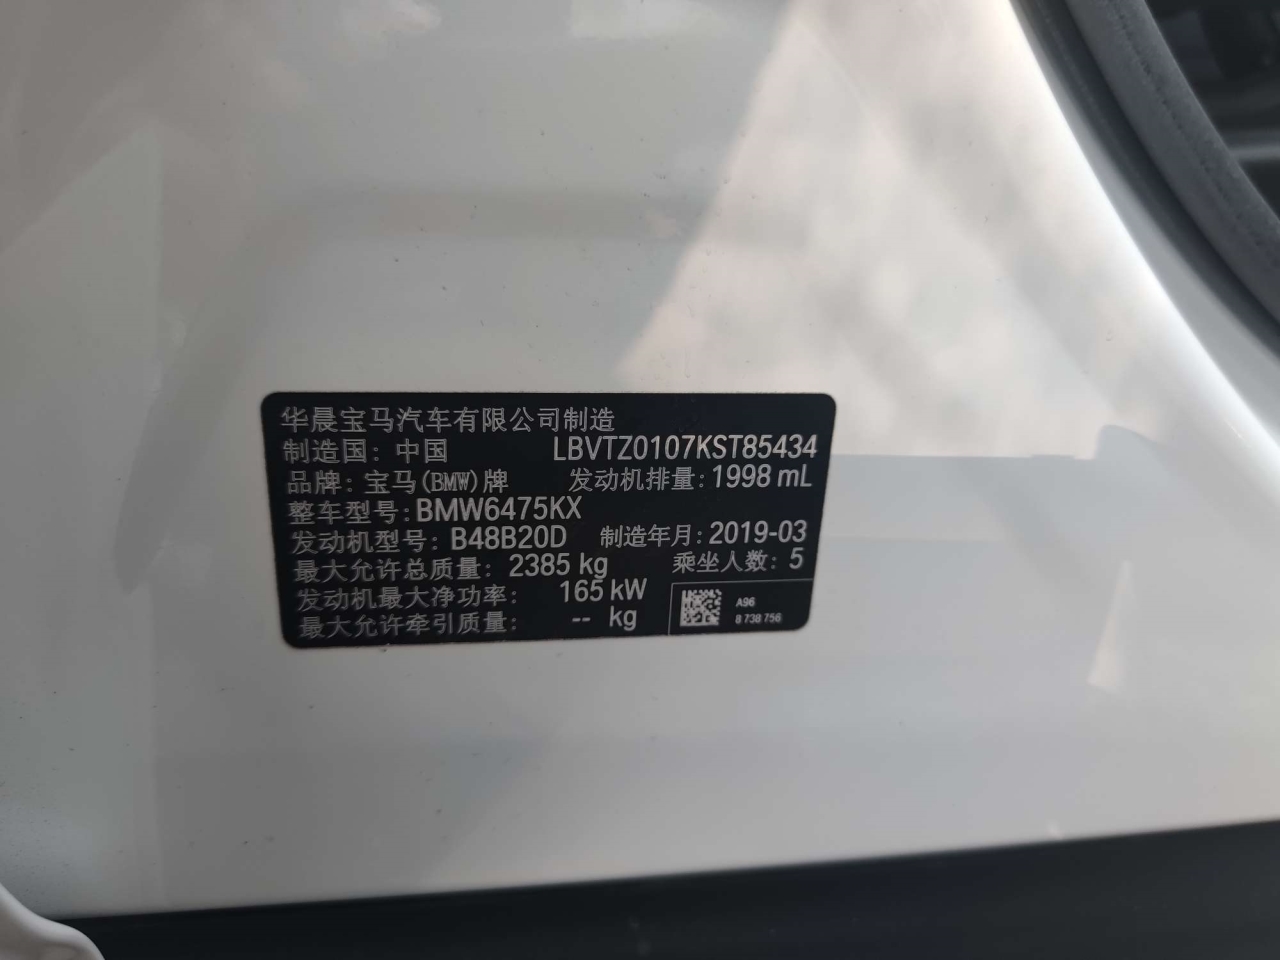 华晨宝马汽车有限公司制造
制造国：中国 LBVTZ0107KST85434
品牌：宝马(BMW)牌 发动机排量：1998 mL
整车型号：BMW6475KX
发动机型号：B48B20D 制造年月：2019-03
最大允许总质量：2385 kg 乘坐人数：5
发动机最大净功率：165 kW
最大允许牵引质量：-- kg
A96
8 738 756